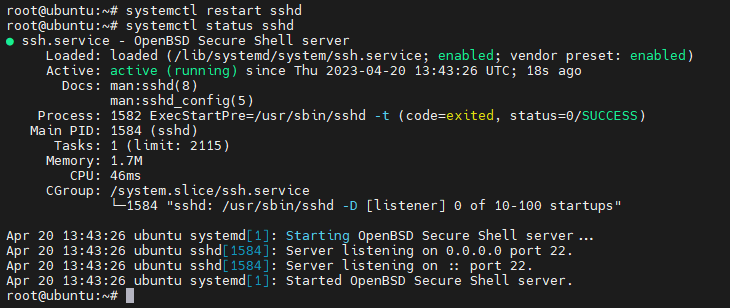 root@ubuntu:~# systemctl restart sshd
root@ubuntu:~# systemctl status sshd
● ssh.service - OpenBSD Secure Shell server
     Loaded: loaded (/lib/systemd/system/ssh.service; enabled; vendor preset: enabled)
     Active: active (running) since Thu 2023-04-20 13:43:26 UTC; 18s ago
       Docs: man:sshd(8)
             man:sshd_config(5)
    Process: 1582 ExecStartPre=/usr/sbin/sshd -t (code=exited, status=0/SUCCESS)
   Main PID: 1584 (sshd)
      Tasks: 1 (limit: 2115)
     Memory: 1.7M
        CPU: 46ms
     CGroup: /system.slice/ssh.service
             └─1584 "sshd: /usr/sbin/sshd -D [listener] 0 of 10-100 startups"

Apr 20 13:43:26 ubuntu systemd[1]: Starting OpenBSD Secure Shell server...
Apr 20 13:43:26 ubuntu sshd[1584]: Server listening on 0.0.0.0 port 22.
Apr 20 13:43:26 ubuntu sshd[1584]: Server listening on :: port 22.
Apr 20 13:43:26 ubuntu systemd[1]: Started OpenBSD Secure Shell server.
root@ubuntu:~#